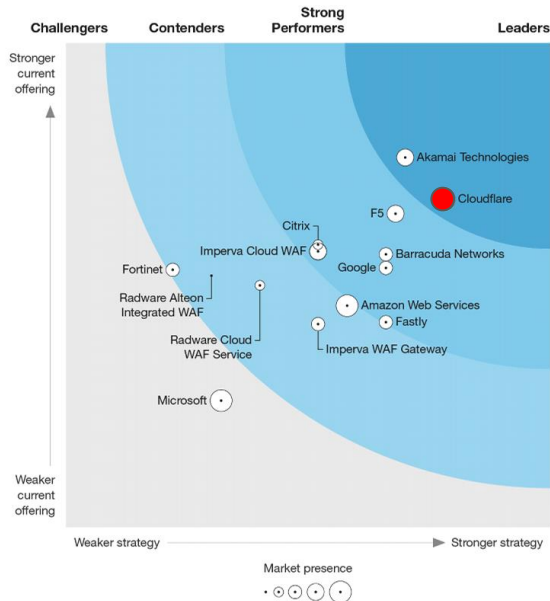 Challengers
Contenders
Strong
Performers
Leaders
Stronger
current
offering
Akamai Technologies
Cloudflare
F5
Citrix
Imperva Cloud WAF
Barracuda Networks
Google
Fortinet
Radware Alteon
Integrated WAF
Amazon Web Services
Fastly
Radware Cloud
WAF Service
Imperva WAF Gateway
Microsoft
Weaker
current
offering
Weaker strategy
Stronger strategy
Market presence